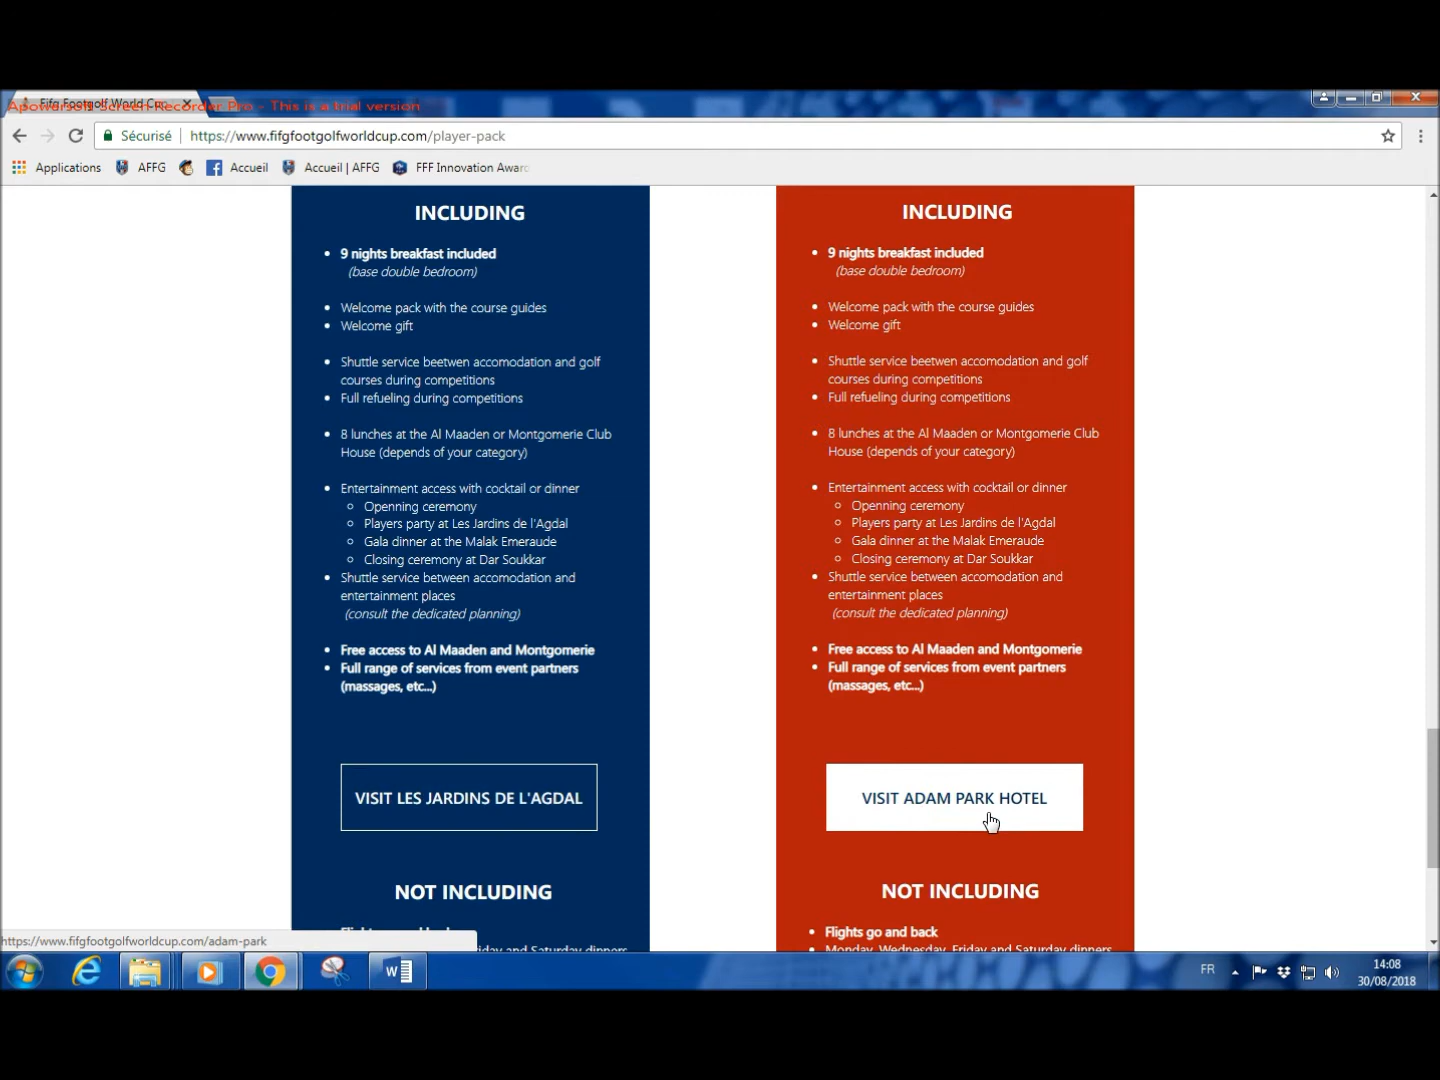 Fifg Footgolf World Cup
Apowersoft Screen Recorder Pro - This is a trial version
Sécurisé
https://www.fifgfootgolfworldcup.com/player-pack
Applications
AFFG
Accueil
Accueil | AFFG
FFF Innovation Awar
INCLUDING
9 nights breakfast included
(base double bedroom)
Welcome pack with the course guides
Welcome gift
Shuttle service beetwen accomodation and golf
courses during competitions
Full refueling during competitions
8 lunches at the Al Maaden or Montgomerie Club
House (depends of your category)
Entertainment access with cocktail or dinner
Openning ceremony
Players party at Les Jardins de l'Agdal
Gala dinner at the Malak Emeraude
Closing ceremony at Dar Soukkar
Shuttle service between accomodation and
entertainment places
(consult the dedicated planning)
Free access to Al Maaden and Montgomerie
Full range of services from event partners
(massages, etc...)
VISIT LES JARDINS DE L'AGDAL
NOT INCLUDING
iday and Saturday dinners
INCLUDING
9 nights breakfast included
(base double bedroom)
Welcome pack with the course guides
Welcome gift
Shuttle service beetwen accomodation and golf
courses during competitions
Full refueling during competitions
8 lunches at the Al Maaden or Montgomerie Club
House (depends of your category)
Entertainment access with cocktail or dinner
Openning ceremony
Players party at Les Jardins de l'Agdal
Gala dinner at the Malak Emeraude
Closing ceremony at Dar Soukkar
Shuttle service between accomodation and
entertainment places
(consult the dedicated planning)
Free access to Al Maaden and Montgomerie
Full range of services from event partners
(massages, etc...)
VISIT ADAM PARK HOTEL
NOT INCLUDING
Flights go and back
Monday, Wednesday, Friday and Saturday dinners
https://www.fifgfootgolfworldcup.com/adam-park
FR
14:08
30/08/2018